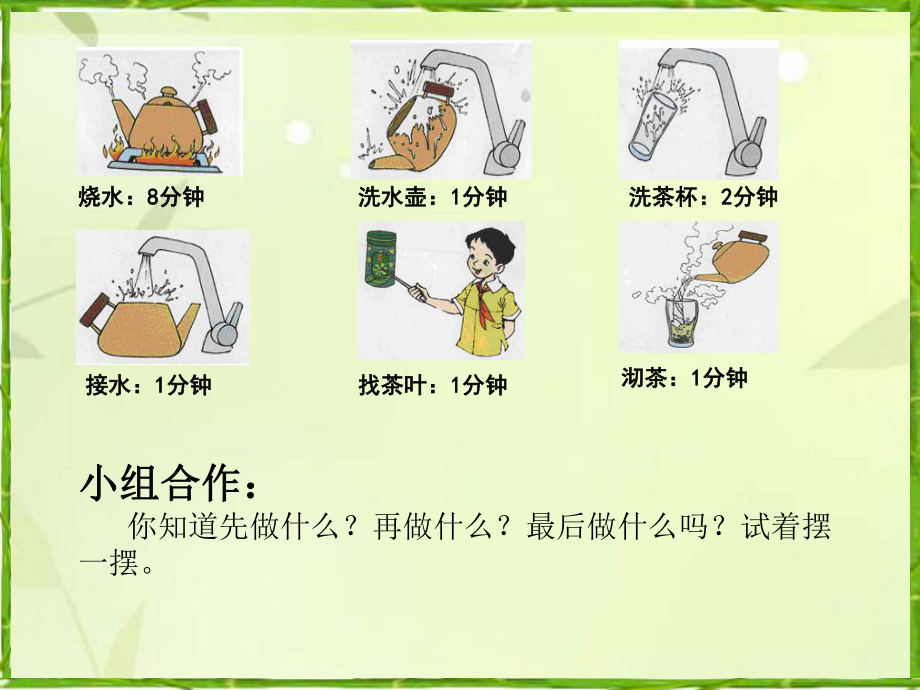 烧水：8分钟
洗水壶：1分钟
洗茶杯：2分钟
接水：1分钟
找茶叶：1分钟
沏茶：1分钟
小组合作：
你知道先做什么？再做什么？最后做什么吗？试着摆
一摆。